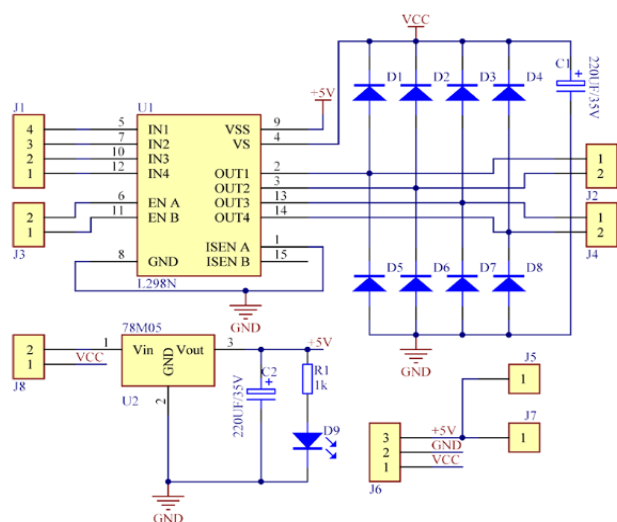 VCC
C1
220UF/35V
D1 D2 D3 D4
+5V
J1
U1
4 5 IN1 VSS 9
3 7 IN2 VS 4
2 10 IN3
1 12 IN4
OUT1 2
OUT2 3
OUT3 13
OUT4 14
1
2
J2
1
2
J4
2 6 EN A
1 11 EN B
J3
ISEN A 1
8 GND ISEN B 15
L298N
GND
D5 D6 D7 D8
GND
78M05
2 1 Vin Vout 3 +5V
1 VCC
J8
GND
U2
2
C2
220UF/35V
R1
1k
D9
GND
J5
1
J7
1
3 +5V
2 GND
1 VCC
J6